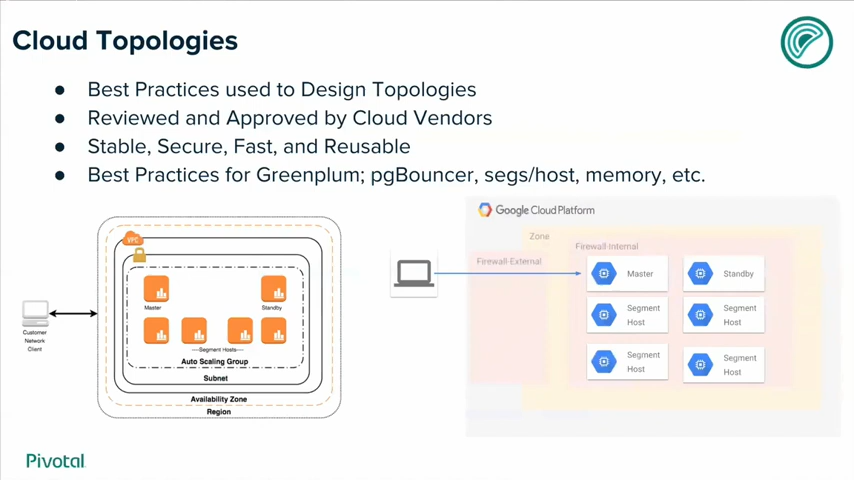 Cloud Topologies
● Best Practices used to Design Topologies
● Reviewed and Approved by Cloud Vendors
● Stable, Secure, Fast, and Reusable
● Best Practices for Greenplum; pgBouncer, segs/host, memory, etc.
VPC
Master
Standby
Segment Hosts
Auto Scaling Group
Subnet
Availability Zone
Region
Customer
Network
Client
Google Cloud Platform
Zone
Firewall-Internal
Firewall-External
Master
Standby
Segment
Host
Segment
Host
Segment
Host
Segment
Host
Pivotal